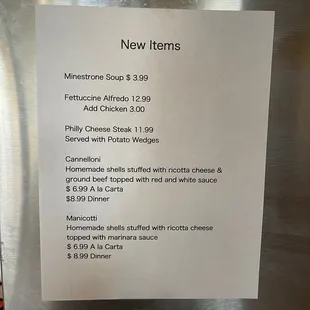 New Items
Minestrone Soup $ 3.99
Fettuccine Alfredo 12.99
Add Chicken 3.00
Philly Cheese Steak 11.99
Served with Potato Wedges
Cannelloni
Homemade shells stuffed with ricotta cheese &
ground beef topped with red and white sauce
$ 6.99 A la Carta
$8.99 Dinner
Manicotti
Homemade shells stuffed with ricotta cheese
topped with marinara sauce
$ 6.99 A la Carta
$ 8.99 Dinner